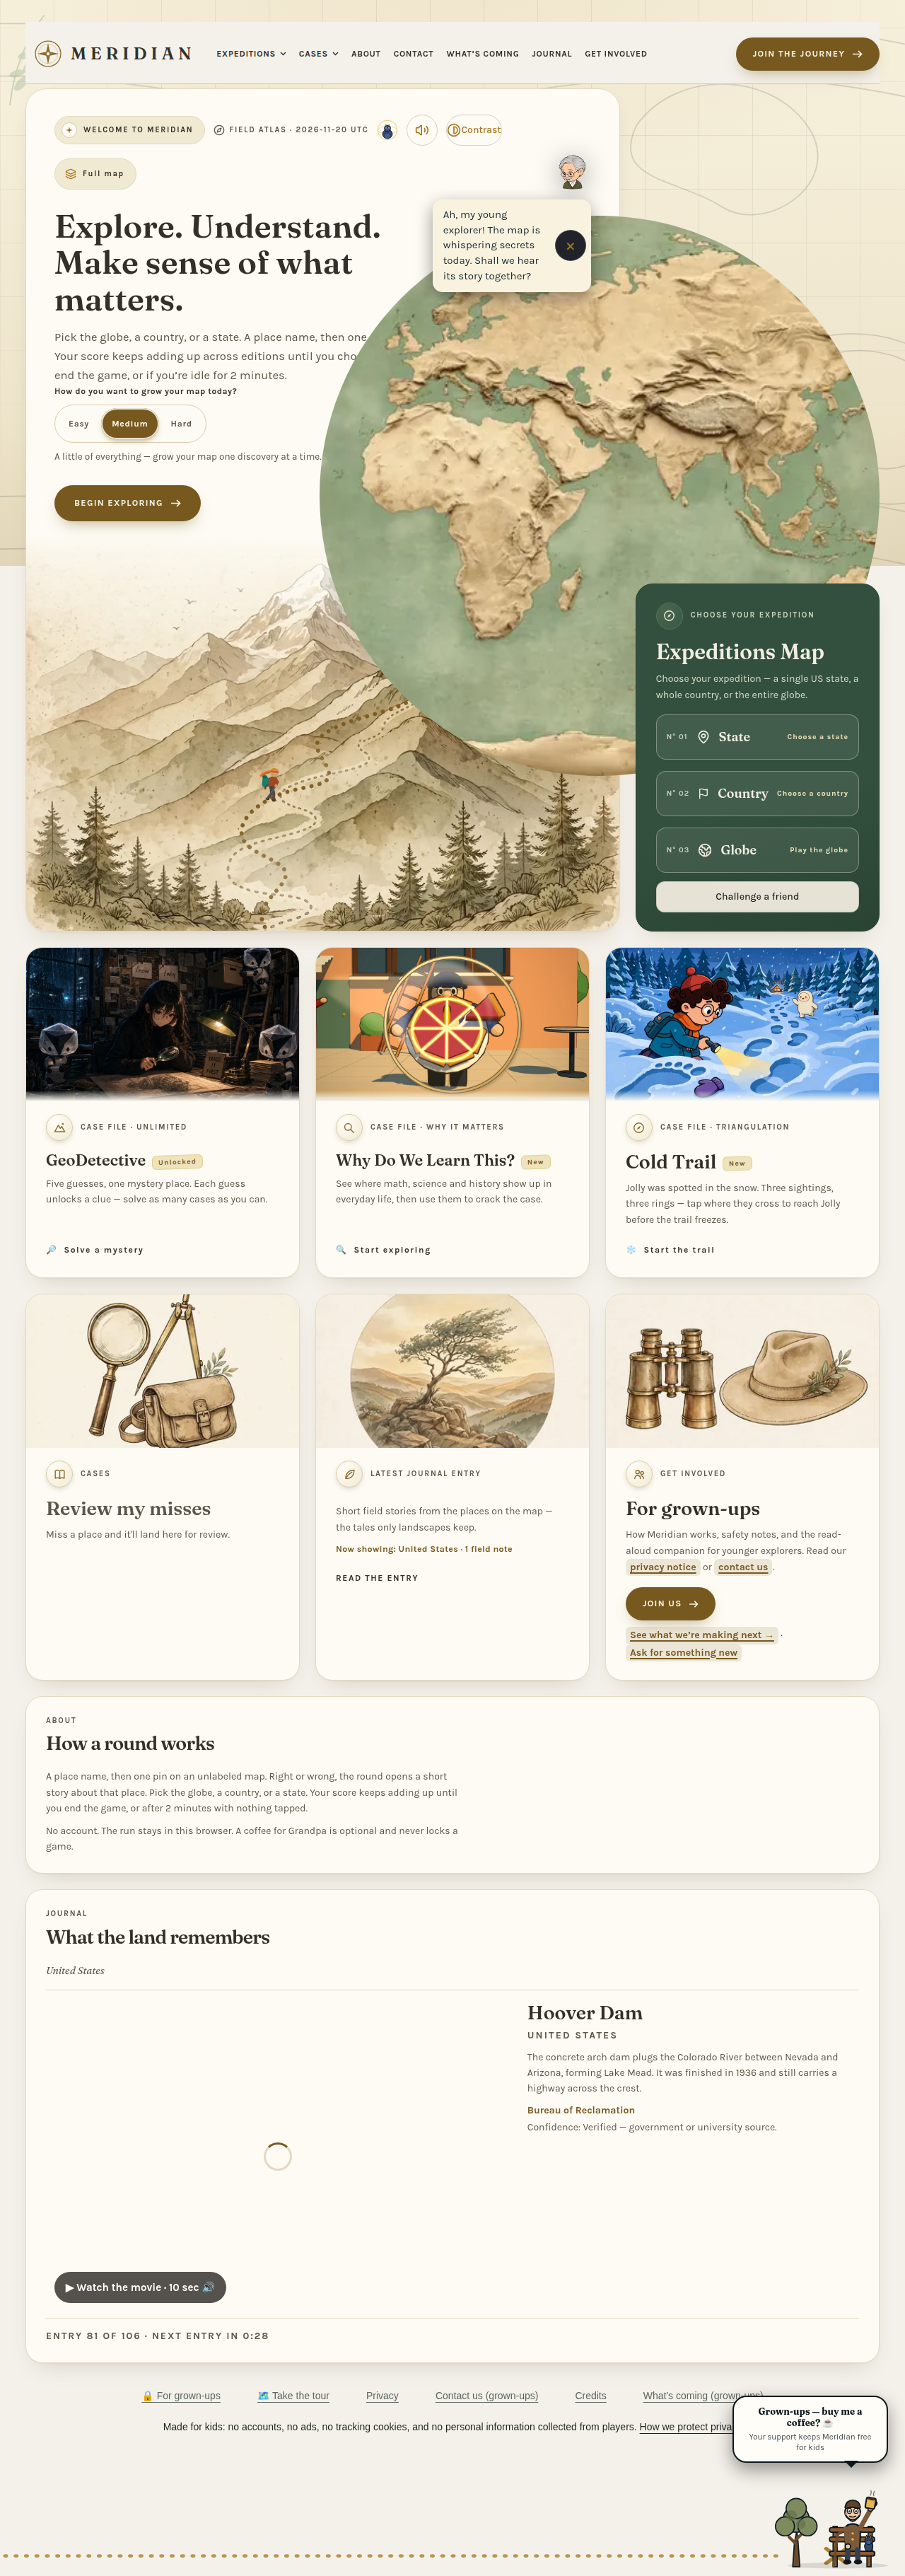 MERIDIAN
EXPEDITIONS CASES ABOUT CONTACT WHAT'S COMING JOURNAL GET INVOLVED
JOIN THE JOURNEY →
WELCOME TO MERIDIAN
FIELD ATLAS · 2026-11-20 UTC
Contrast
Full map
Ah, my young
explorer! The map is
whispering secrets
today. Shall we hear
its story together?
×
Explore. Understand.
Make sense of what
matters.
Pick the globe, a country, or a state. A place name, then one
Your score keeps adding up across editions until you cho
end the game, or if you're idle for 2 minutes.
How do you want to grow your map today?
Easy Medium Hard
A little of everything — grow your map one discovery at a time.
BEGIN EXPLORING →
CHOOSE YOUR EXPEDITION
Expeditions Map
Choose your expedition — a single US state, a
whole country, or the entire globe.
N° 01 State Choose a state
N° 02 Country Choose a country
N° 03 Globe Play the globe
Challenge a friend
CASE FILE · UNLIMITED
GeoDetective Unlocked
Five guesses, one mystery place. Each guess
unlocks a clue — solve as many cases as you can.
🔎 Solve a mystery
CASE FILE · WHY IT MATTERS
Why Do We Learn This? New
See where math, science and history show up in
everyday life, then use them to crack the case.
🔍 Start exploring
CASE FILE · TRIANGULATION
Cold Trail New
Jolly was spotted in the snow. Three sightings,
three rings — tap where they cross to reach Jolly
before the trail freezes.
❄️ Start the trail
CASES
Review my misses
Miss a place and it'll land here for review.
LATEST JOURNAL ENTRY
Short field stories from the places on the map —
the tales only landscapes keep.
Now showing: United States · 1 field note
READ THE ENTRY
GET INVOLVED
For grown-ups
How Meridian works, safety notes, and the read-
aloud companion for younger explorers. Read our
privacy notice or contact us.
JOIN US →
See what we're making next → ·
Ask for something new
ABOUT
How a round works
A place name, then one pin on an unlabeled map. Right or wrong, the round opens a short
story about that place. Pick the globe, a country, or a state. Your score keeps adding up until
you end the game, or after 2 minutes with nothing tapped.
No account. The run stays in this browser. A coffee for Grandpa is optional and never locks a
game.
JOURNAL
What the land remembers
United States
Hoover Dam
UNITED STATES
The concrete arch dam plugs the Colorado River between Nevada and
Arizona, forming Lake Mead. It was finished in 1936 and still carries a
highway across the crest.
Bureau of Reclamation
Confidence: Verified — government or university source.
▶ Watch the movie · 10 sec 🔊
ENTRY 81 OF 106 · NEXT ENTRY IN 0:28
🔒 For grown-ups 🗺️ Take the tour Privacy Contact us (grown-ups) Credits What's coming (grown-ups)
Made for kids: no accounts, no ads, no tracking cookies, and no personal information collected from players. How we protect priva
Grown-ups — buy me a
coffee? ☕
Your support keeps Meridian free
for kids